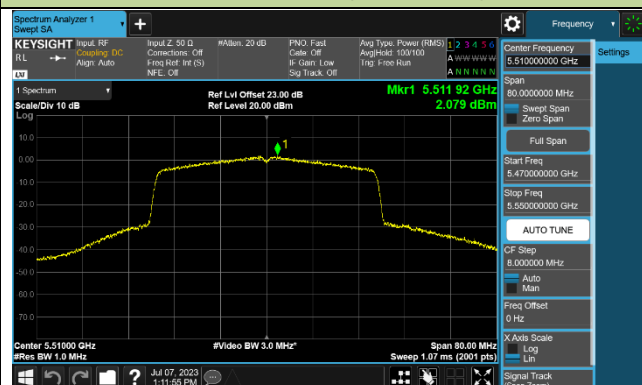 Spectrum Analyzer 1
Swept SA
Frequency
KEYSIGHT
RL
LXI
Input: RF
Coupling: DC
Align: Auto
Input Z: 50 Ω
Corrections: Off
Freq Ref: Int (S)
NFE: Off
#Atten: 20 dB
PNO: Fast
Gate: Off
IF Gain: Low
Sig Track: Off
Avg Type: Power (RMS)
Avg|Hold: 100/100
Trig: Free Run
1 2 3 4 5 6
A W W W W W
A N N N N N
Center Frequency
5.510000000 GHz
Settings
Span
80.0000000 MHz
Swept Span
Zero Span
Full Span
Start Freq
5.470000000 GHz
Stop Freq
5.550000000 GHz
AUTO TUNE
CF Step
8.000000 MHz
Auto
Man
Freq Offset
0 Hz
X Axis Scale
Log
Lin
Signal Track
(Span Zoom)
1 Spectrum
Scale/Div 10 dB
Log
Ref Lvl Offset 23.00 dB
Ref Level 20.00 dBm
Mkr1 5.511 92 GHz
2.079 dBm
1
10.0
0.00
10.0
20.0
30.0
40.0
50.0
60.0
70.0
Center 5.51000 GHz
#Res BW 1.0 MHz
#Video BW 3.0 MHz*
Span 80.00 MHz
Sweep 1.07 ms (2001 pts)
Jul 07, 2023
1:11:55 PM